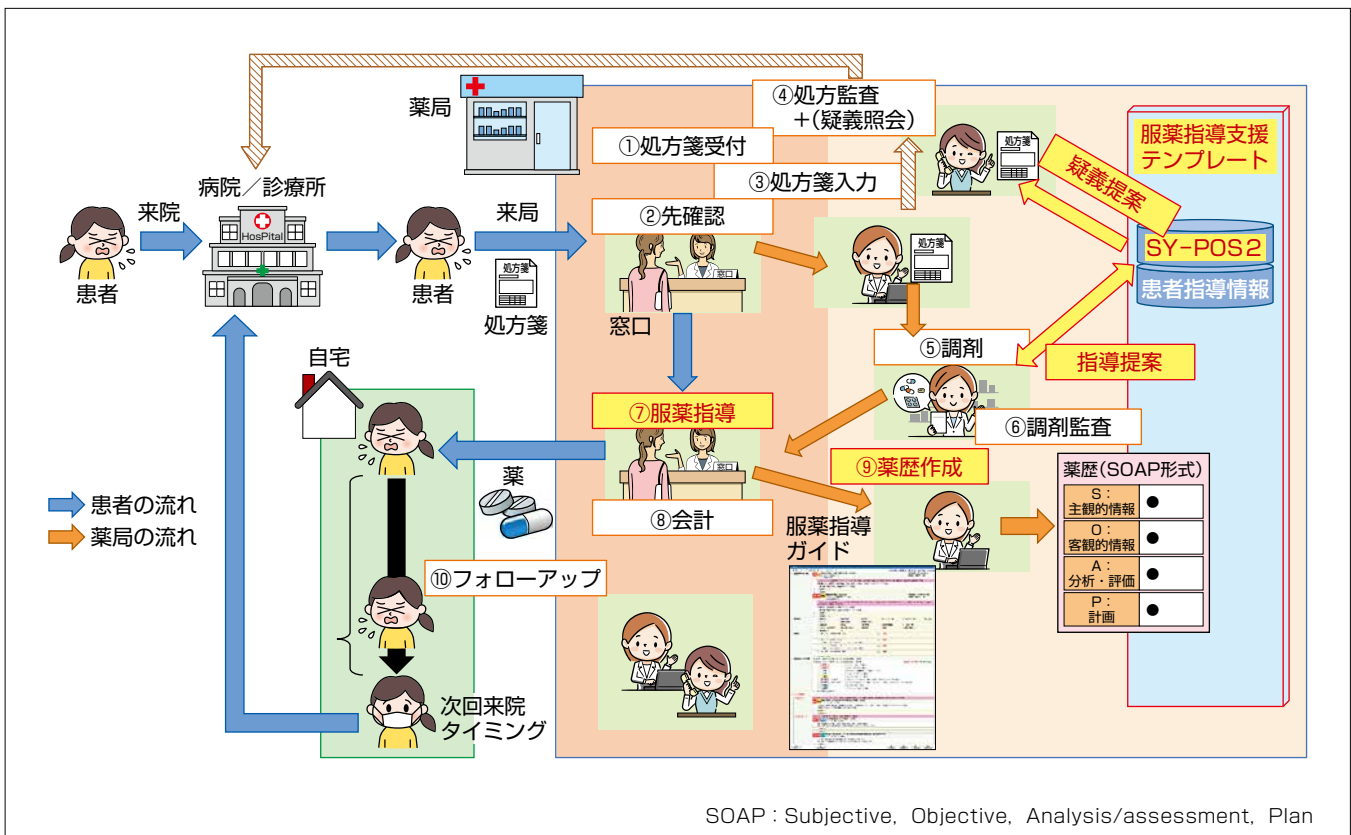 薬局
④処方監査
+(疑義照会)
①処方箋受付
③処方箋入力
処方箋
服薬指導支援
テンプレート
疑義提案
病院/診療所
来院
HosPital
患者
来局
患者
処方箋
処方箋
②先確認
窓口
窓口
処方箋
SY-POS2
患者指導情報
⑤調剤
指導提案
⑥調剤監査
自宅
⑦服薬指導
窓口
⑧会計
薬
⑨薬歴作成
服薬指導
ガイド
薬歴(SOAP形式)
S:
主観的情報
●
O:
客観的情報
●
A:
分析・評価
●
P:
計画
●
患者の流れ
薬局の流れ
⑩フォローアップ
次回来院
タイミング
SOAP:Subjective, Objective, Analysis/assessment, Plan